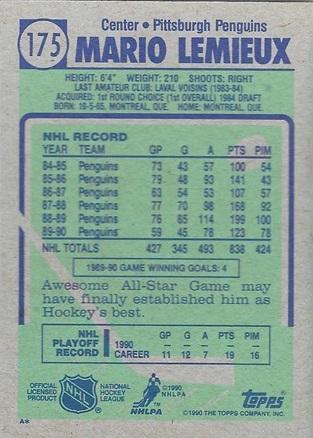 175
Center • Pittsburgh Penguins
MARIO LEMIEUX
HEIGHT: 6'4" WEIGHT: 210 SHOOTS: RIGHT
LAST AMATEUR CLUB: LAVAL VOISINS (1983-84)
ACQUIRED: 1st ROUND CHOICE (1st OVERALL) 1984 DRAFT
BORN: 10-5-65, MONTREAL, QUE. HOME: MONTREAL, QUE.
NHL RECORD
YEAR TEAM GP G A PTS PIM
84-85 Penguins 73 43 57 100 54
85-86 Penguins 79 48 93 141 43
86-87 Penguins 63 54 53 107 57
87-88 Penguins 77 70 98 168 92
88-89 Penguins 76 85 114 199 100
89-90 Penguins 59 45 78 123 78
NHL TOTALS 427 345 493 838 424
1989-90 GAME WINNING GOALS: 4
Awesome All-Star Game may
have finally established him as
Hockey's best.
NHL PLAYOFF RECORD
GP G A PTS PIM
1990
CAREER 11 12 7 19 16
OFFICIAL LICENSED PRODUCT
NHL
NATIONAL HOCKEY LEAGUE
NHLPA
©1990 NHLPA
TOPPS
©1990 THE TOPPS COMPANY, INC.
A*